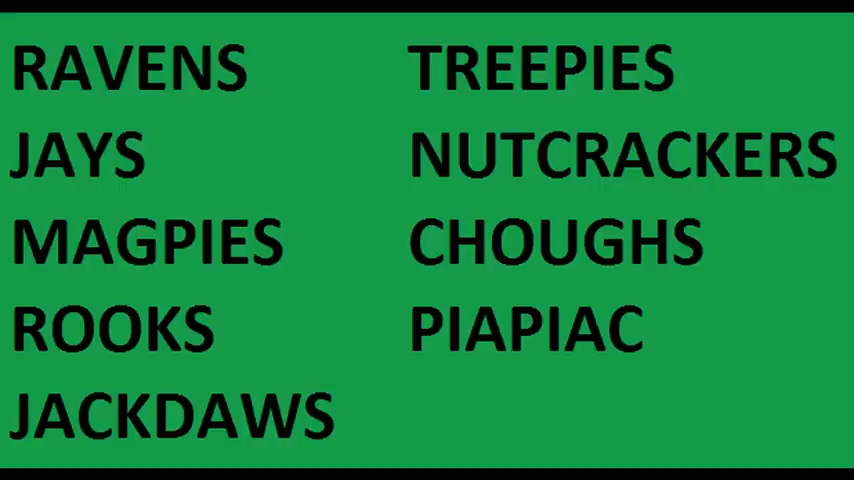 RAVENS
JAYS
MAGPIES
ROOKS
JACKDAWS
TREEPIES
NUTCRACKERS
CHOUGHS
PIAPIAC